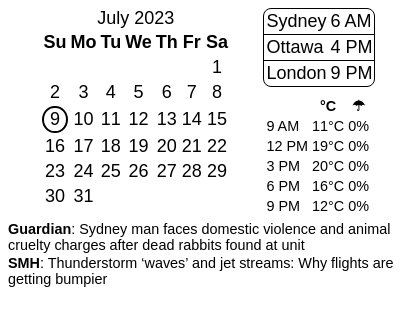 July 2023
Su Mo Tu We Th Fr Sa
1
2 3 4 5 6 7 8
9 10 11 12 13 14 15
16 17 18 19 20 21 22
23 24 25 26 27 28 29
30 31
Sydney 6 AM
Ottawa 4 PM
London 9 PM
°C ☂
9 AM 11°C 0%
12 PM 19°C 0%
3 PM 20°C 0%
6 PM 16°C 0%
9 PM 12°C 0%
Guardian: Sydney man faces domestic violence and animal
cruelty charges after dead rabbits found at unit
SMH: Thunderstorm ‘waves’ and jet streams: Why flights are
getting bumpier